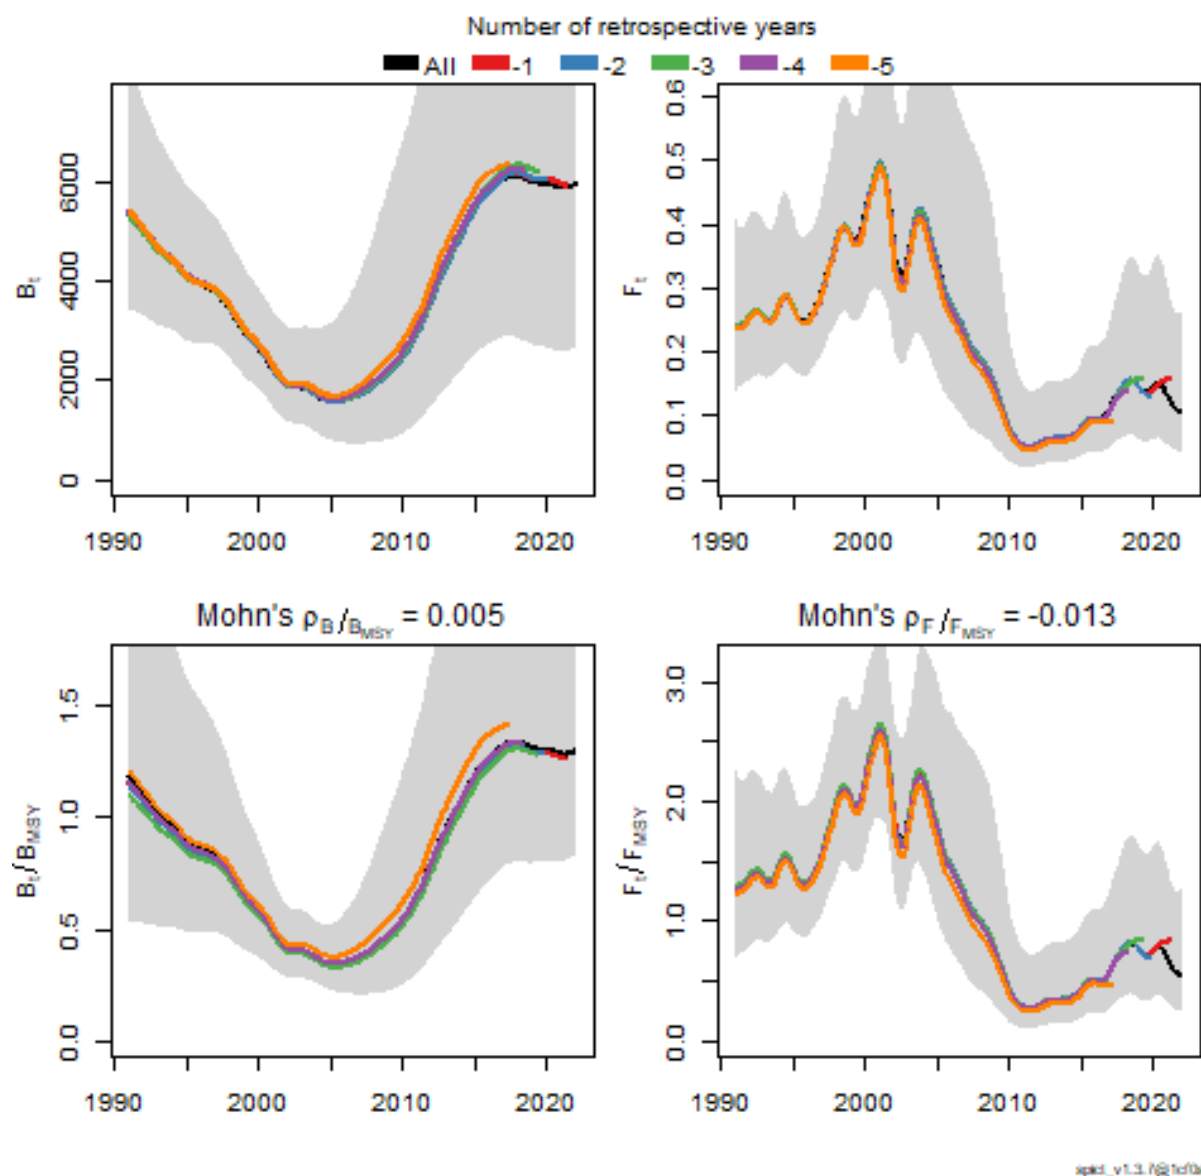 Number of retrospective years
All -1 -2 -3 -4 -5
Bt
0 2000 4000 6000
1990 2000 2010 2020
Ft
0.0 0.1 0.2 0.3 0.4 0.5 0.6
1990 2000 2010 2020
Mohn's ρB/BMSY = 0.005
Bt/BMSY
0.0 0.5 1.0 1.5
1990 2000 2010 2020
Mohn's ρF/FMSY = -0.013
Ft/FMSY
0.0 1.0 2.0 3.0
1990 2000 2010 2020